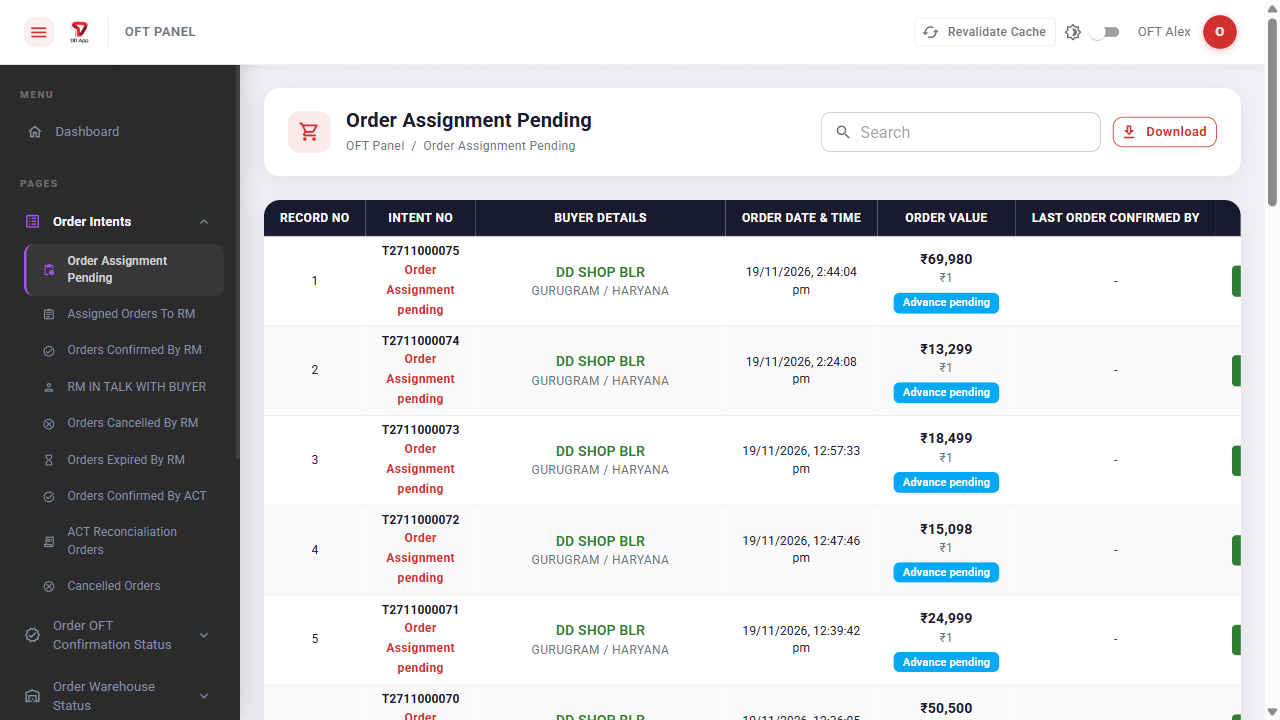 DD App
OFT PANEL
Revalidate Cache
OFT Alex
O
MENU
Dashboard
PAGES
Order Intents
Order Assignment
Pending
Assigned Orders To RM
Orders Confirmed By RM
RM IN TALK WITH BUYER
Orders Cancelled By RM
Orders Expired By RM
Orders Confirmed By ACT
ACT Reconcialiation
Orders
Cancelled Orders
Order OFT
Confirmation Status
Order Warehouse
Status
Order Assignment Pending
OFT Panel / Order Assignment Pending
Search
Download
RECORD NO INTENT NO BUYER DETAILS ORDER DATE & TIME ORDER VALUE LAST ORDER CONFIRMED BY
1
T2711000075
Order
Assignment
pending
DD SHOP BLR
GURUGRAM / HARYANA
19/11/2026, 2:44:04
pm
₹69,980
₹1
Advance pending
-
2
T2711000074
Order
Assignment
pending
DD SHOP BLR
GURUGRAM / HARYANA
19/11/2026, 2:24:08
pm
₹13,299
₹1
Advance pending
-
3
T2711000073
Order
Assignment
pending
DD SHOP BLR
GURUGRAM / HARYANA
19/11/2026, 12:57:33
pm
₹18,499
₹1
Advance pending
-
4
T2711000072
Order
Assignment
pending
DD SHOP BLR
GURUGRAM / HARYANA
19/11/2026, 12:47:46
pm
₹15,098
₹1
Advance pending
-
5
T2711000071
Order
Assignment
pending
DD SHOP BLR
GURUGRAM / HARYANA
19/11/2026, 12:39:42
pm
₹24,999
₹1
Advance pending
-
T2711000070
Order
DD SHOP BLR
₹50,500